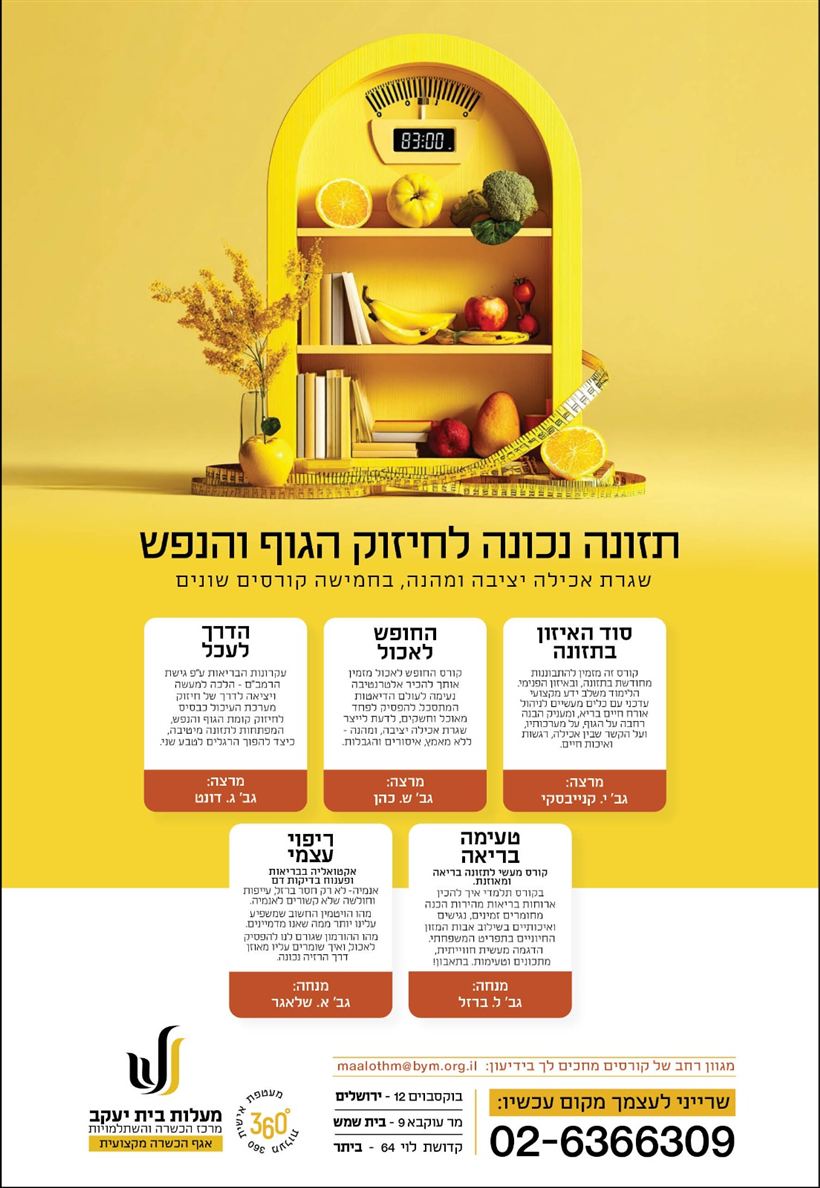 83:00
תזונה נכונה לחיזוק הגוף והנפש
שגרת אכילה יציבה ומהנה, בחמישה קורסים שונים
סוד האיזון
בתזונה
קורס זה מזמין להתבוננות
מחודשת בתזונה, ובאיזון הפנימי.
הלימוד משלב ידע מקצועי
עדכני עם כלים מעשיים לניהול
אורח חיים בריא, ומעניק הבנה
רחבה על הגוף, על מערכותיו,
ועל הקשר שבין אכילה, רגשות
ואיכות חיים.
מרצה:
גב' י. קנייבסקי
החופש
לאכול
קורס החופש לאכול מזמין
אותך להכיר אלטרנטיבה
נעימה לעולם הדיאטות
המתסכל להפסיק לפחד
מאוכל וחשקים, לדעת לייצר
שגרת אכילה יציבה, ומהנה -
ללא מאמץ, איסורים והגבלות.
מרצה:
גב' ש. כהן
הדרך
לעכל
עקרונות הבריאות ע"פ גישת
הרמב"ם - הלכה למעשה
ויציאה לדרך של חיזוק
מערכת העיכול כבסיס
לחיזוק קומת הגוף והנפש,
המפתחות לתזונה מיטיבה,
כיצד להפוך הרגלים לטבע שני.
מרצה:
גב' ג. דונט
טעימה
בריאה
קורס מעשי לתזונה בריאה
ומאוזנת.
בקורס תלמדי איך להכין
ארוחות בריאות מהירות הכנה
מחומרים זמינים, נגישים
ואיכותיים בשילוב אבות המזון
החיוניים בתפריט המשפחתי.
הדגמה מעשית חווייתית,
מתכונים וטעימות. בתאבון!
מנחה:
גב' ל. ברזל
ריפוי
עצמי
אקטואליה בבריאות
ופענוח בדיקות דם
אנמיה- לא רק חסר ברזל, עייפות
וחולשה שלא קשורים לאנמיה.
מהו הויטמין החשוב שמשפיע
עלינו יותר ממה שאנו מדמיינים.
מהו ההורמון שגורם לנו להפסיק
לאכול, ואיך שומרים עליו מאוזן
דרך הרזיה נכונה.
מנחה:
גב' א. שלאגר
מגוון רחב של קורסים מחכים לך בידיעון: maalothm@bym.org.il
שרייני לעצמך מקום עכשיו:
02-6366309
בוקסבוים 12 - ירושלים
מר עוקבא 9 - בית שמש
קדושת לוי 64 - ביתר
מעטפת אישית 360 מעלות
360°
מעלות בית יעקב
מרכז הכשרה והשתלמויות
אגף הכשרה מקצועית